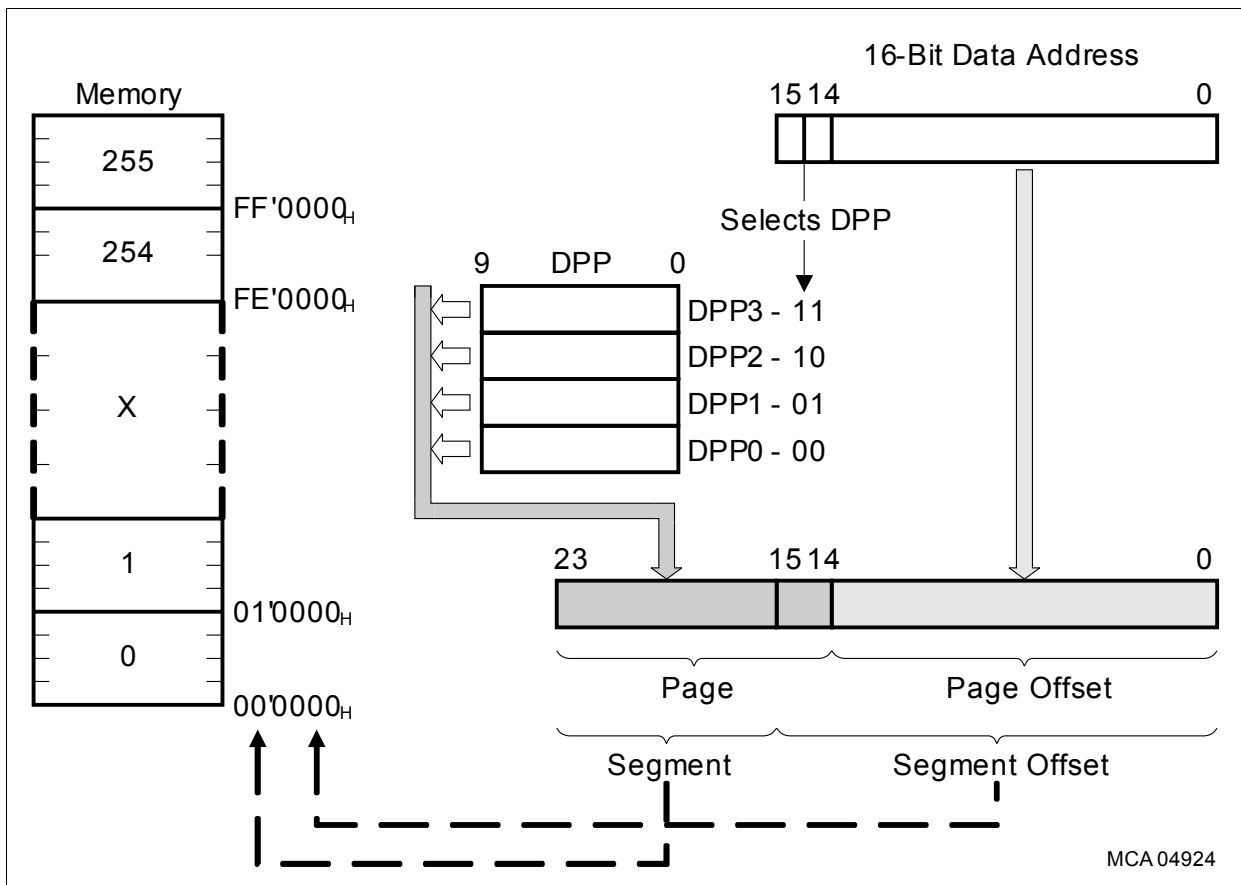 16-Bit Data Address
15 14 0
Memory
255
FF'0000H
Selects DPP
254
9 DPP 0
FE'0000H
DPP3 - 11
DPP2 - 10
X
DPP1 - 01
DPP0 - 00
1
23 15 14 0
01'0000H
0
Page Page Offset
00'0000H
Segment Segment Offset
MCA 04924